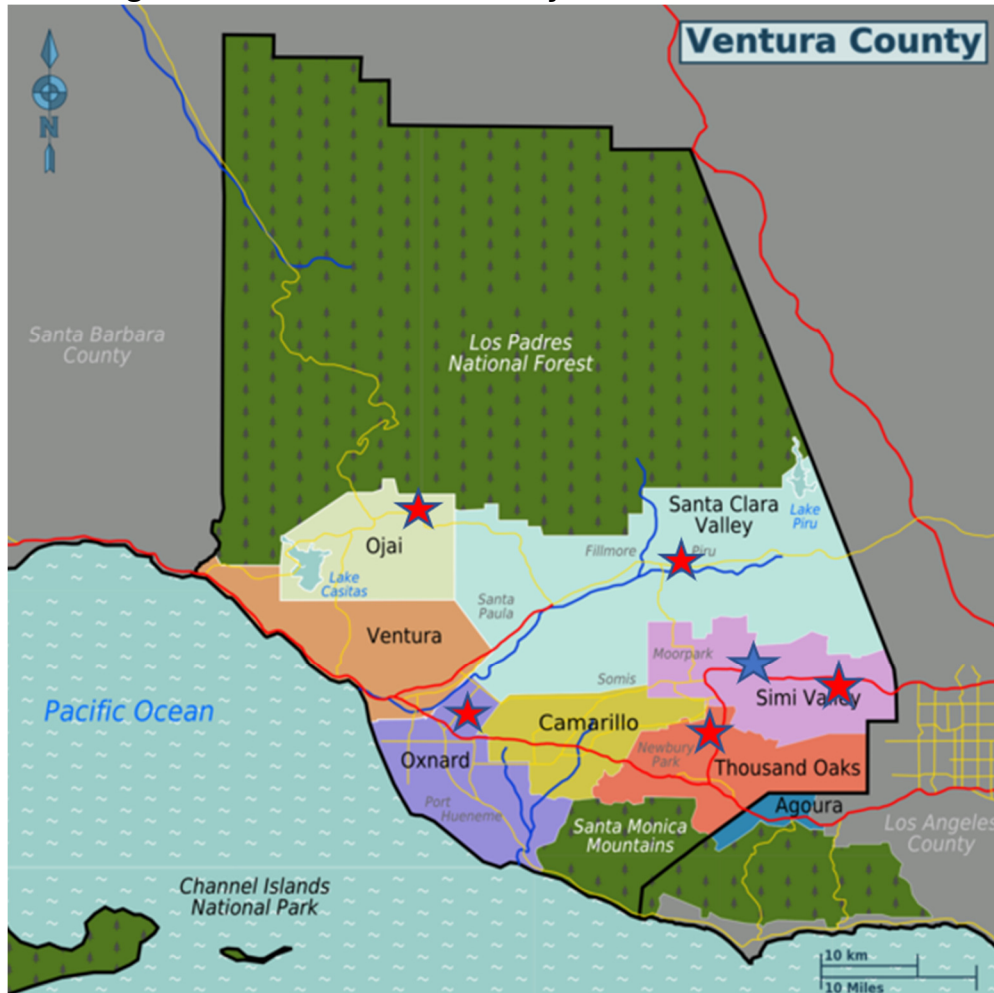 Ventura County
N
Santa Barbara
County
Los Padres
National Forest
Santa Clara
Valley
Lake
Piru
Fillmore
Piru
Ojai
Lake
Casitas
Santa
Paula
Ventura
Moorpark
Somis
Simi Valley
Pacific Ocean
Camarillo
Oxnard
Newbury
Park
Thousand Oaks
Port
Hueneme
Agoura
Santa Monica
Mountains
Los Angeles
County
Channel Islands
National Park
10 km
10 Miles